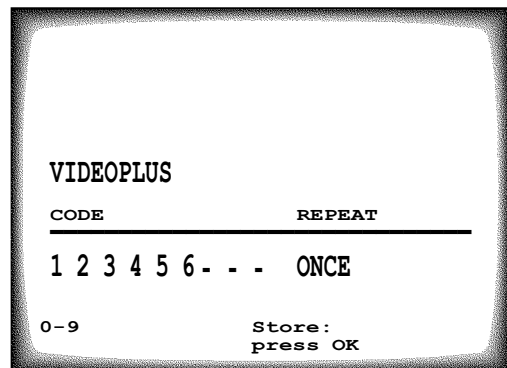 VIDEOPLUS
CODE REPEAT
1 2 3 4 5 6 - - - ONCE
0-9 Store:
press OK